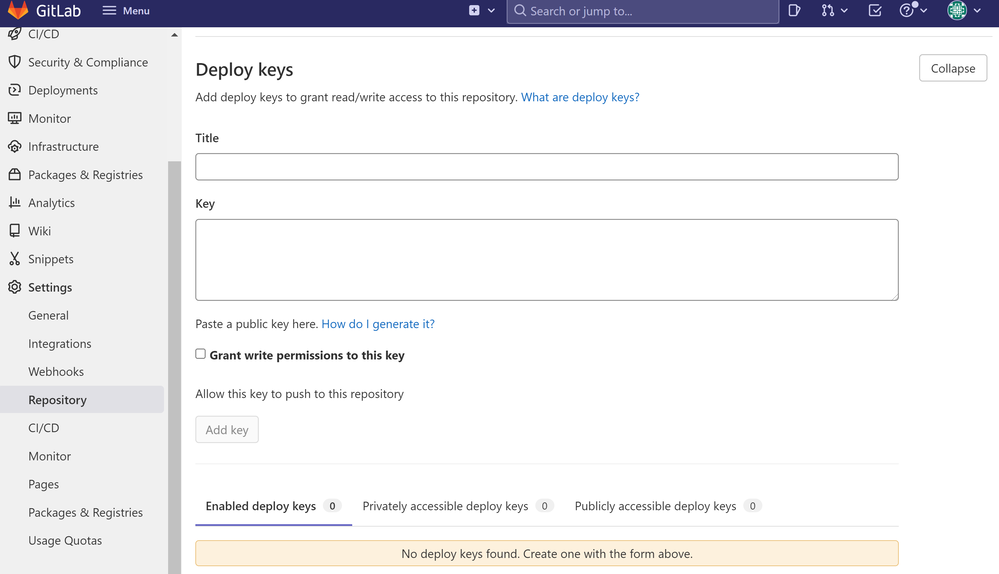 GitLab
Menu
Search or jump to...
CI/CD
Security & Compliance
Deployments
Monitor
Infrastructure
Packages & Registries
Analytics
Wiki
Snippets
Settings
General
Integrations
Webhooks
Repository
CI/CD
Monitor
Pages
Packages & Registries
Usage Quotas
Deploy keys
Collapse
Add deploy keys to grant read/write access to this repository. What are deploy keys?
Title
Key
Paste a public key here. How do I generate it?
Grant write permissions to this key
Allow this key to push to this repository
Add key
Enabled deploy keys 0 Privately accessible deploy keys 0 Publicly accessible deploy keys 0
No deploy keys found. Create one with the form above.